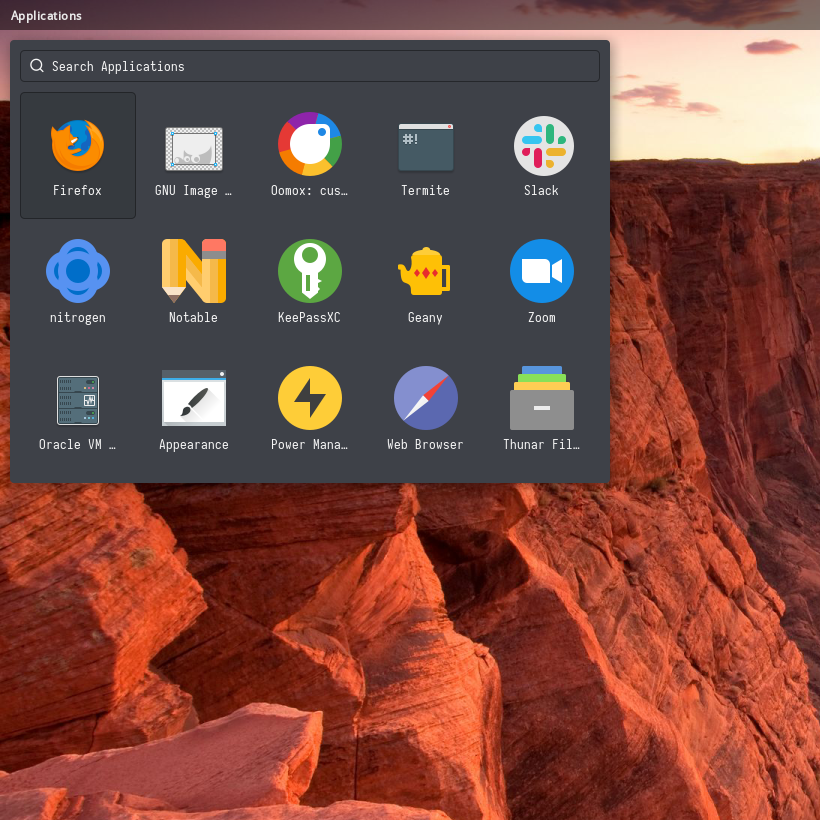 Applications
Search Applications
Firefox
GNU Image …
Oomox: cus…
#!
Termite
Slack
nitrogen
Notable
KeePassXC
Geany
Zoom
Oracle VM …
Appearance
Power Mana…
Web Browser
Thunar Fil…